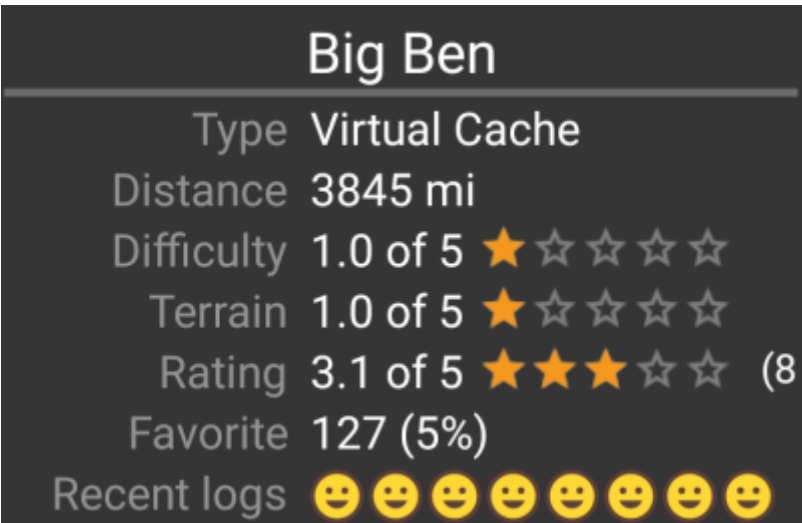 Big Ben
Type Virtual Cache
Distance 3845 mi
Difficulty 1.0 of 5
Terrain 1.0 of 5
Rating 3.1 of 5 (8
Favorite 127 (5%)
Recent logs